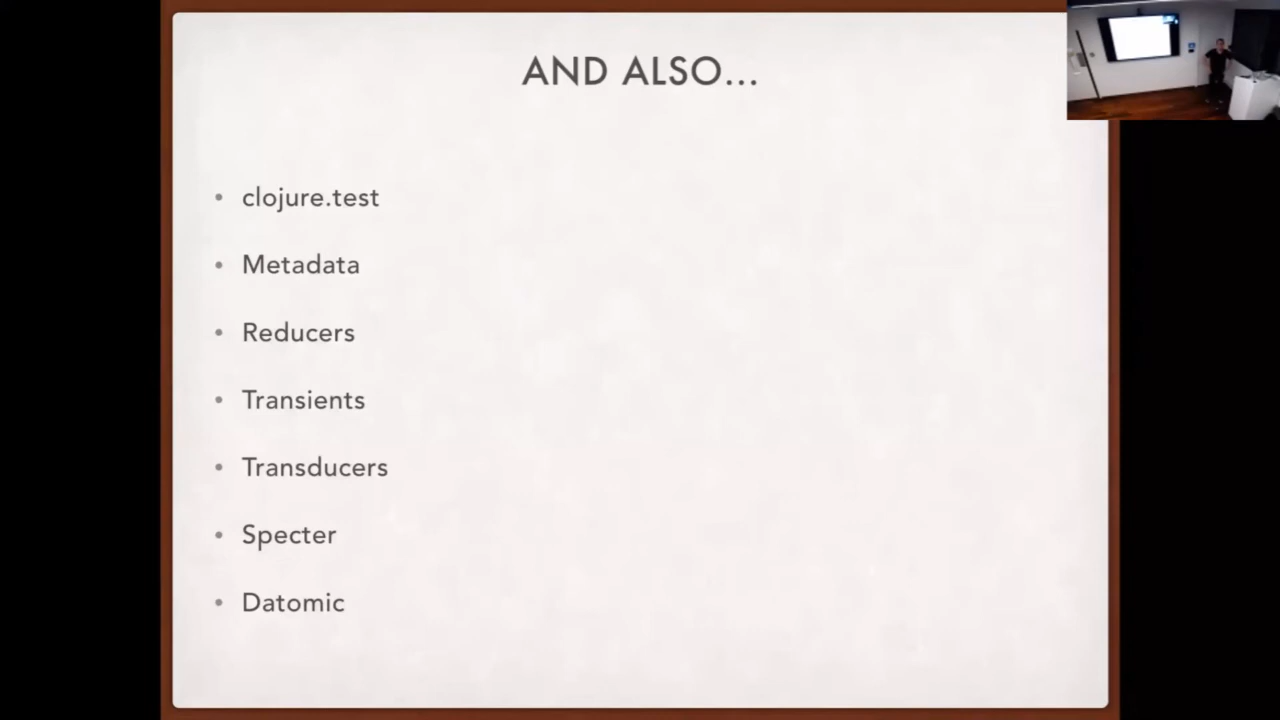 AND ALSO...
• clojure.test
• Metadata
• Reducers
• Transients
• Transducers
• Specter
• Datomic